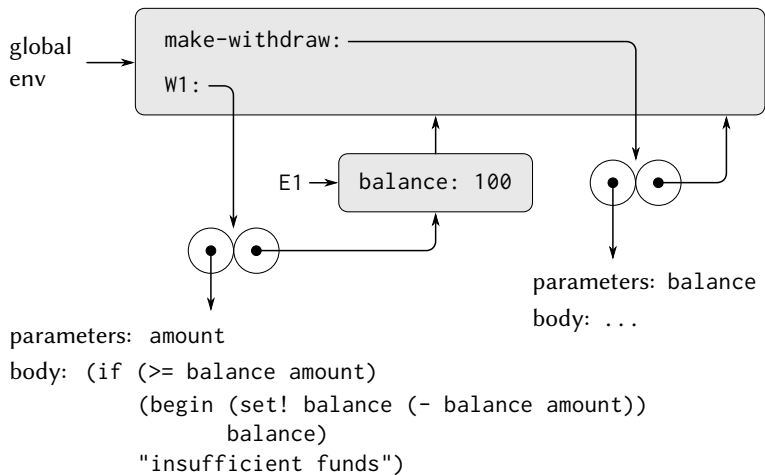 global
env
make-withdraw:
W1:
E1
balance: 100
parameters: balance
body: ...
parameters: amount
body: (if (>= balance amount)
(begin (set! balance (- balance amount))
balance)
"insufficient funds")